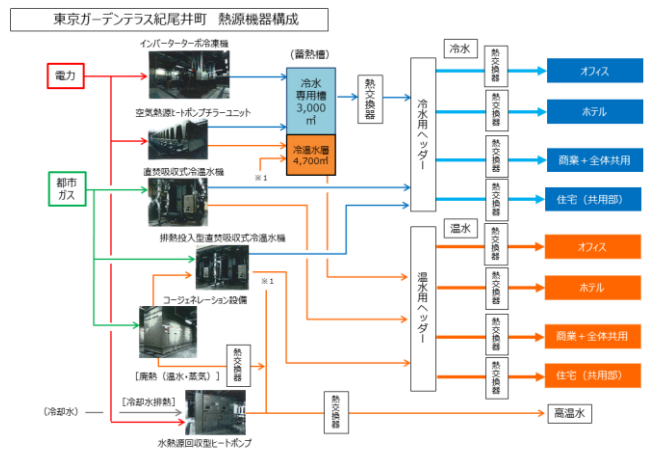 東京ガーデンテラス紀尾井町　熱源機器構成
インバーターターボ冷凍機
電力
(蓄熱槽)
冷水
専用槽
3,000
㎥
冷温水層
4,700㎥
熱交換器
冷水用ヘッダー
冷水
熱交換器
オフィス
熱交換器
ホテル
熱交換器
商業＋全体共用
熱交換器
住宅（共用部）
空気熱源ヒートポンプチラーユニット
直焚吸収式冷温水機
※１
都市
ガス
排熱投入型直焚吸収式冷温水機
※１
コージェネレーション設備
温水用ヘッダー
温水
熱交換器
オフィス
熱交換器
ホテル
熱交換器
商業＋全体共用
熱交換器
住宅（共用部）
熱交換器
［廃熱（温水・蒸気）］
(冷却水)
［冷却水排熱］
水熱源回収型ヒートポンプ
熱交換器
高温水